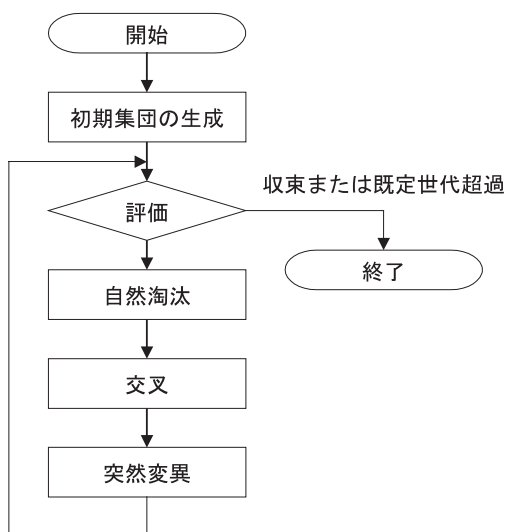 開始
初期集団の生成
収束または既定世代超過
評価
終了
自然淘汰
交叉
突然変異